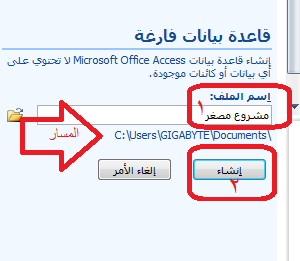 قاعدة بيانات فارغة
إنشاء قاعدة بيانات Microsoft Office Access لا تحتوي على
أي بيانات أو كائنات موجودة.
اسم الملف:
١
مشروع مصغر
المسار
C:\Users\GIGABYTE\Documents\
إنشاء
إلغاء الأمر
٢